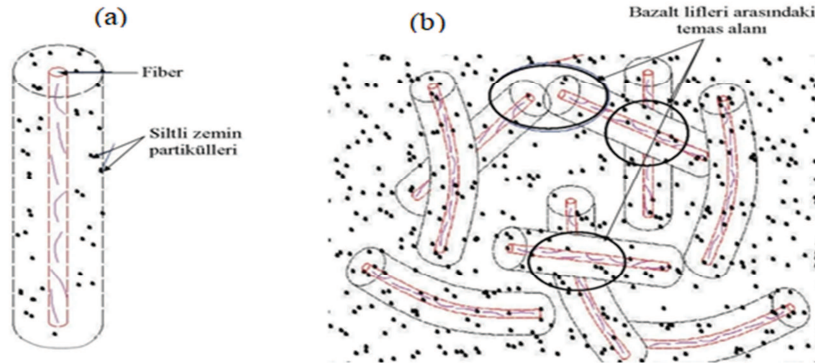 (a)
Fiber
Siltli zemin
partikülleri
(b)
Bazalt lifleri arasındaki
temas alanı